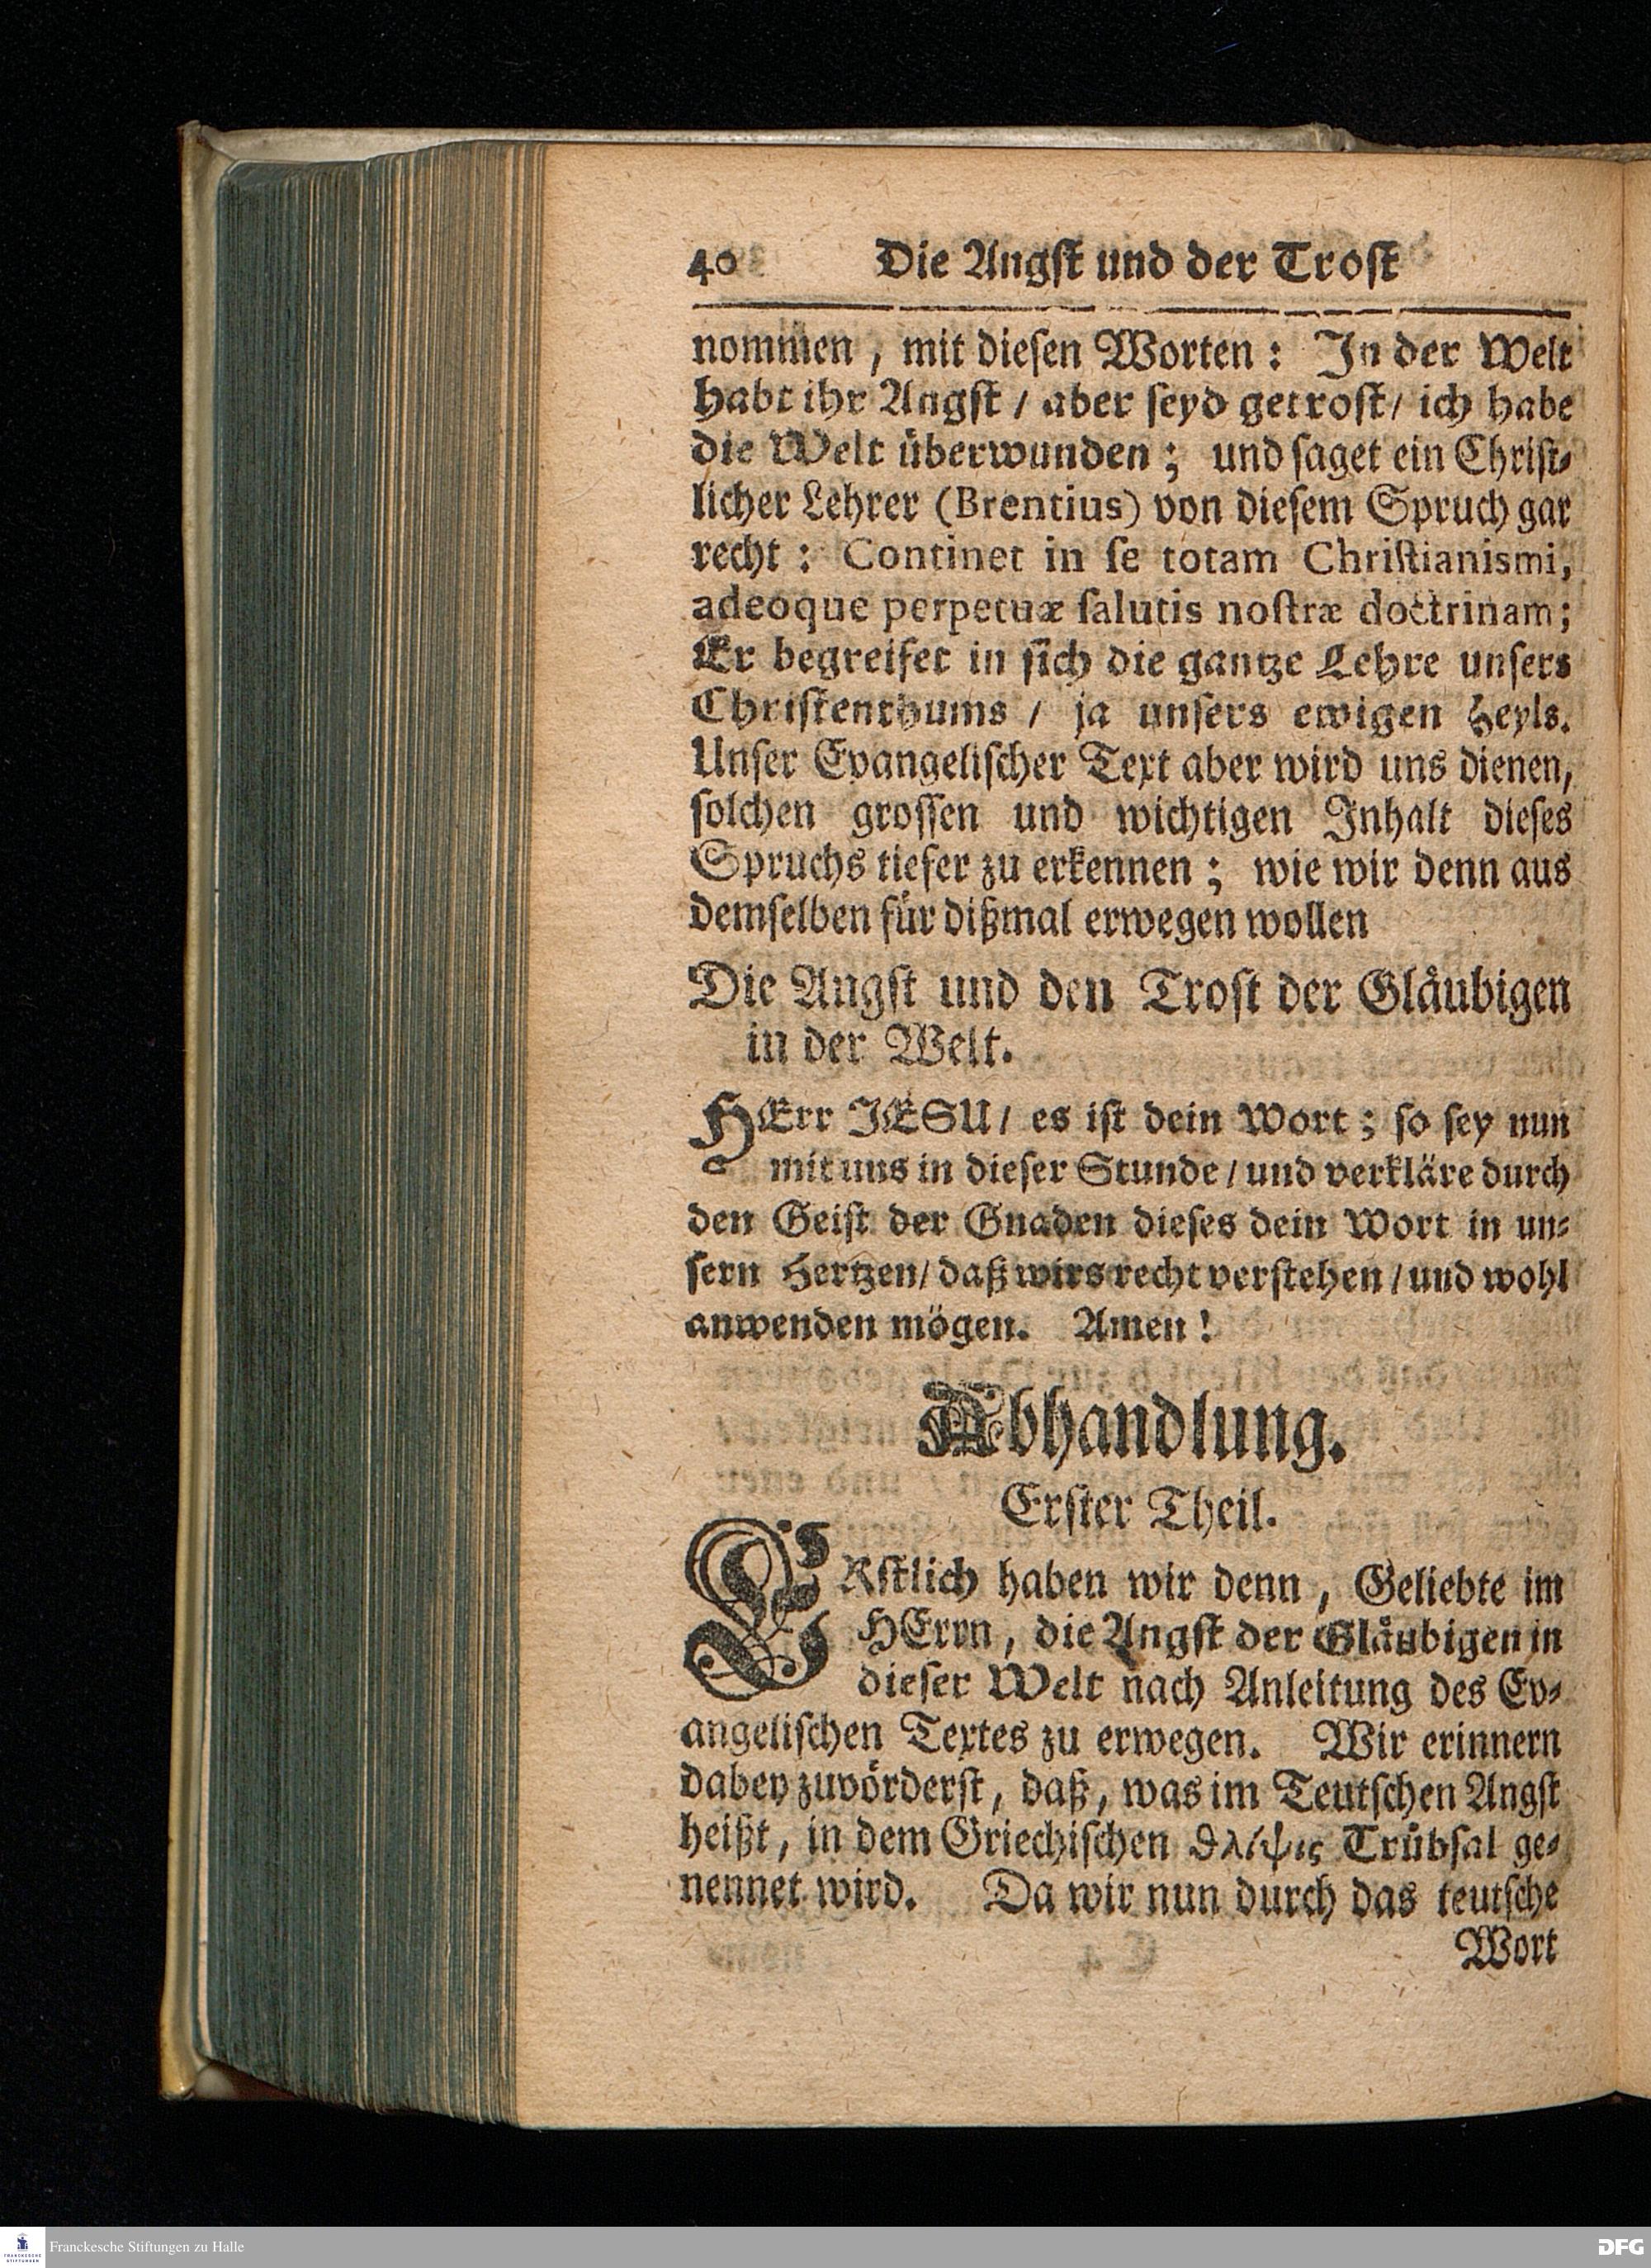 40 Die Angſt und der Troſt
nommen, mit dieſen Worten: In der Welt
habt ihr Angſt / aber ſeyd getroſt / ich habe
die Welt überwunden; und ſaget ein Chriſt-
licher Lehrer (Brentius) von dieſem Spruch gar
recht: Continet in ſe totam Chriſtianismi,
adeoque perpetuæ ſalutis noſtræ doctrinam;
Er begreifet in ſich die gantze Lehre unſers
Chriſtenthums / ja unſers ewigen Heyls.
Unſer Evangeliſcher Text aber wird uns dienen,
ſolchen groſſen und wichtigen Inhalt dieſes
Spruchs tiefer zu erkennen; wie wir denn aus
demſelben für dißmal erwegen wollen
Die Angſt und den Troſt der Gläubigen
in der Welt.
HErr JESU / es iſt dein Wort; ſo ſey nun
mit uns in dieſer Stunde / und verkläre durch
den Geiſt der Gnaden dieſes dein Wort in un-
ſern Hertzen / daß wirs recht verſtehen / und wohl
anwenden mögen. Amen!
Abhandlung.
Erſter Theil.
ERſtlich haben wir denn, Geliebte im
HErrn, die Angſt der Gläubigen in
dieſer Welt nach Anleitung des Ev-
angeliſchen Textes zu erwegen. Wir erinnern
dabey zuvörderſt, daß, was im Teutſchen Angſt
heißt, in dem Griechiſchen θλίψις Trübſal ge-
nennet wird. Da wir nun durch das teutſche
Wort
FRANCKESCHE STIFTUNGEN
Franckesche Stiftungen zu Halle
DFG